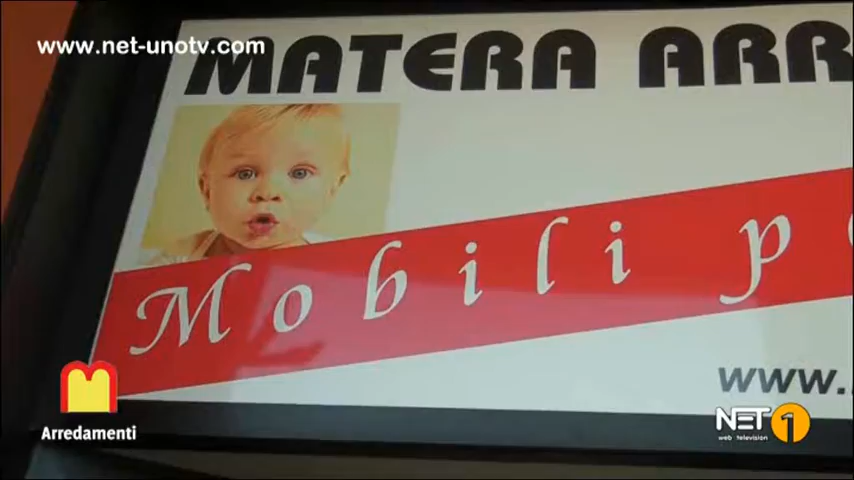 www.net-unotv.com
MATERA ARR
Mobili p
www.
Arredamenti
NET 1
web television